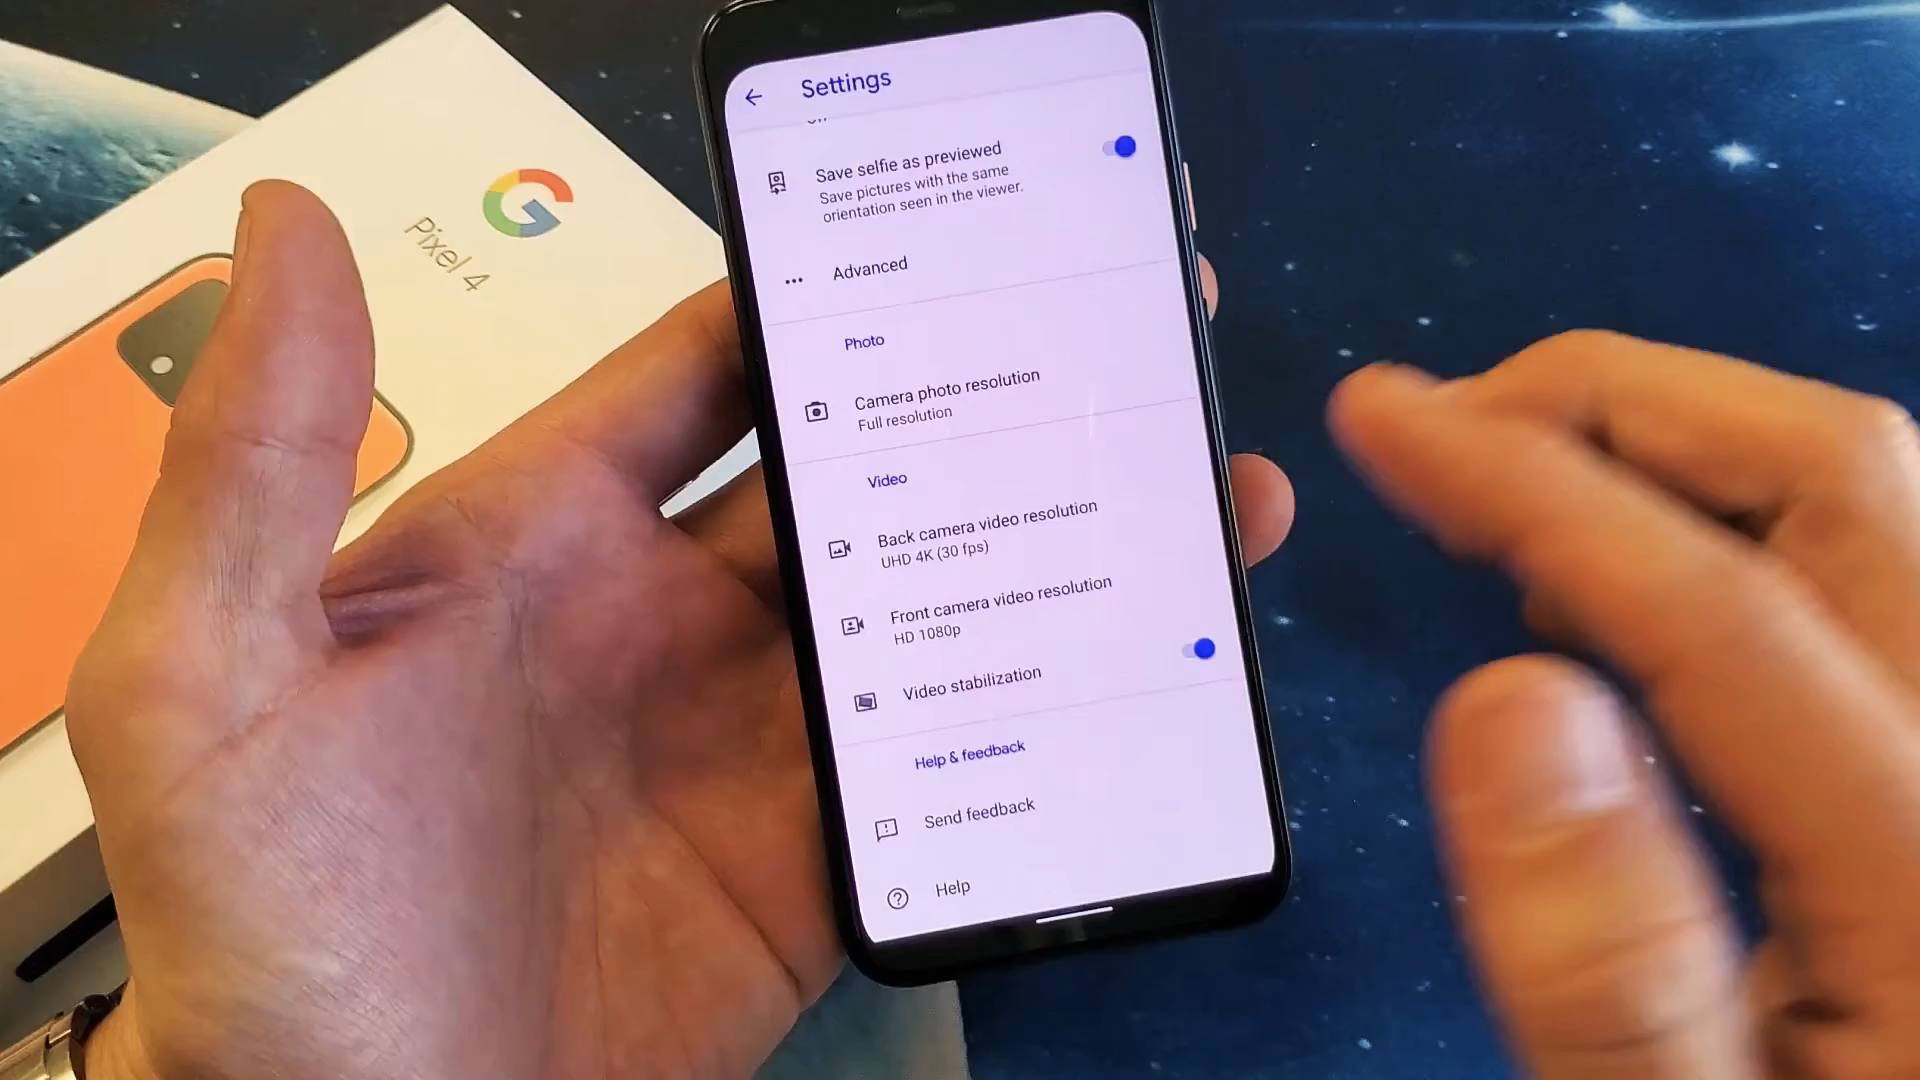 G
Pixel 4
Settings
Save selfie as previewed
Save pictures with the same
orientation seen in the viewer.
Advanced
Photo
Camera photo resolution
Full resolution
Video
Back camera video resolution
UHD 4K (30 fps)
Front camera video resolution
HD 1080p
Video stabilization
Help & feedback
Send feedback
Help